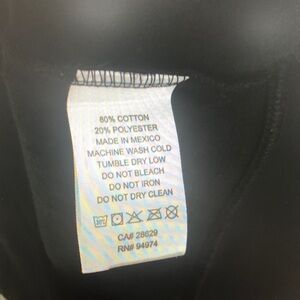 80% COTTON
20% POLYESTER
MADE IN MEXICO
MACHINE WASH COLD
TUMBLE DRY LOW
DO NOT BLEACH
DO NOT IRON
DO NOT DRY CLEAN
CA# 28629
RN# 94974